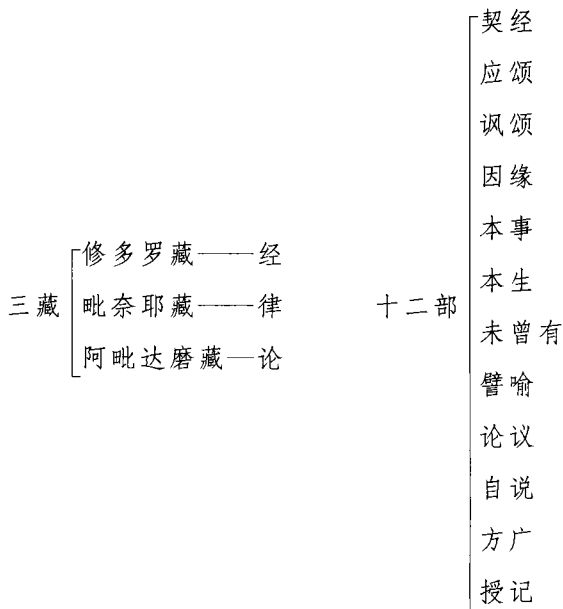 三藏
修多罗藏——经
毗奈耶藏——律
阿毗达磨藏—论
十二部
契经
应颂
讽颂
因缘
本事
本生
未曾有
譬喻
论议
自说
方广
授记